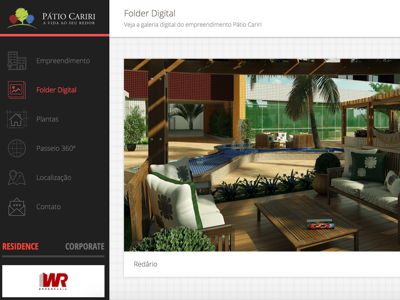 PÁTIO CARIRI
A VIDA AO SEU REDOR
Empreendimento
Folder Digital
Plantas
Passeio 360º
Localização
Contato
RESIDENCE CORPORATE
WR
Folder Digital
Veja a galeria digital do empreendimento Pátio Cariri
Redário